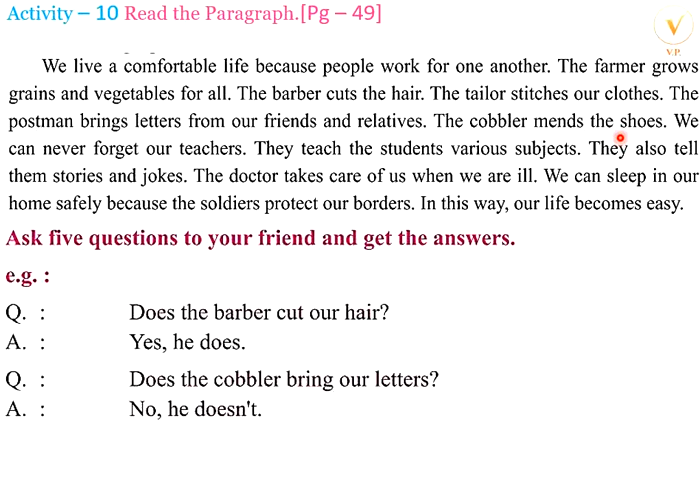 Activity – 10 Read the Paragraph.[Pg – 49]
V
V.P.
We live a comfortable life because people work for one another. The farmer grows
grains and vegetables for all. The barber cuts the hair. The tailor stitches our clothes. The
postman brings letters from our friends and relatives. The cobbler mends the shoes. We
can never forget our teachers. They teach the students various subjects. They also tell
them stories and jokes. The doctor takes care of us when we are ill. We can sleep in our
home safely because the soldiers protect our borders. In this way, our life becomes easy.
Ask five questions to your friend and get the answers.
e.g. :
Q. : Does the barber cut our hair?
A. : Yes, he does.
Q. : Does the cobbler bring our letters?
A. : No, he doesn't.